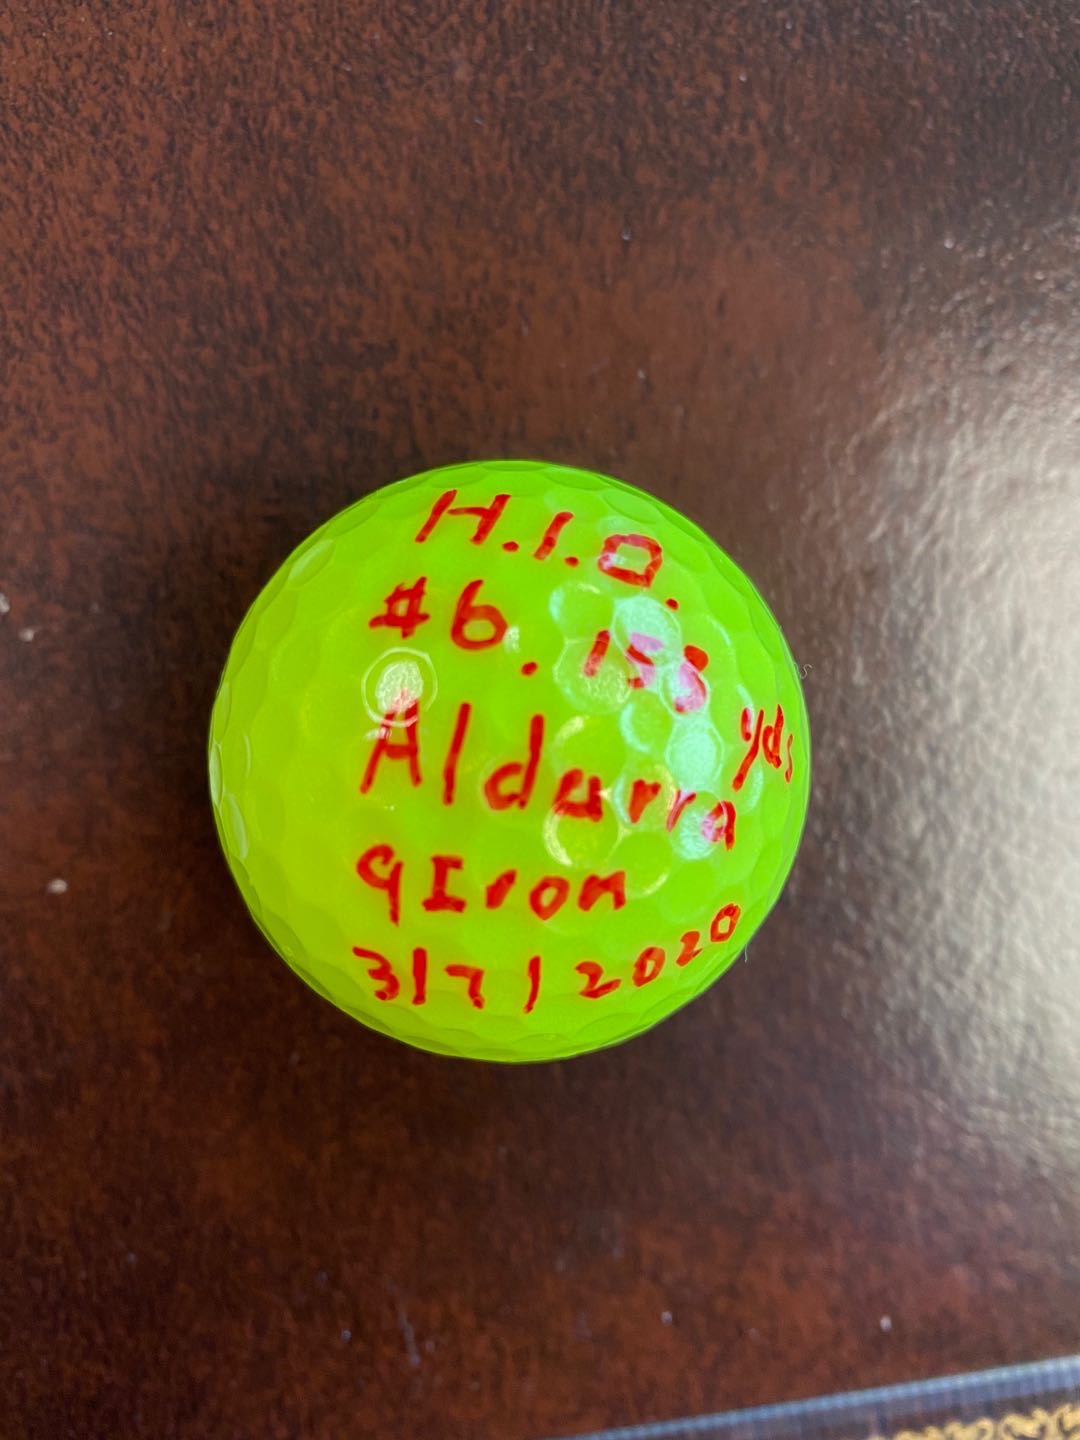 H.I.O.
#6. 155 yds
Aldarra
9 Iron
3/7/2020